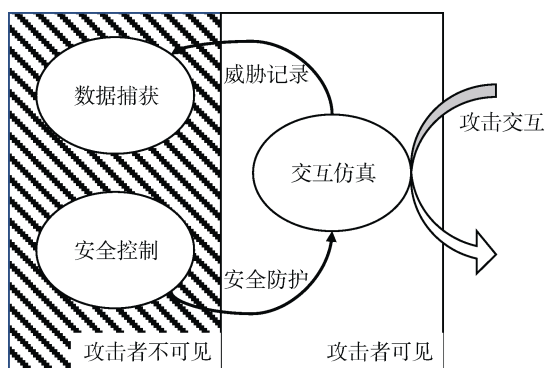 数据捕获
威胁记录
攻击交互
交互仿真
安全控制
安全防护
攻击者不可见
攻击者可见